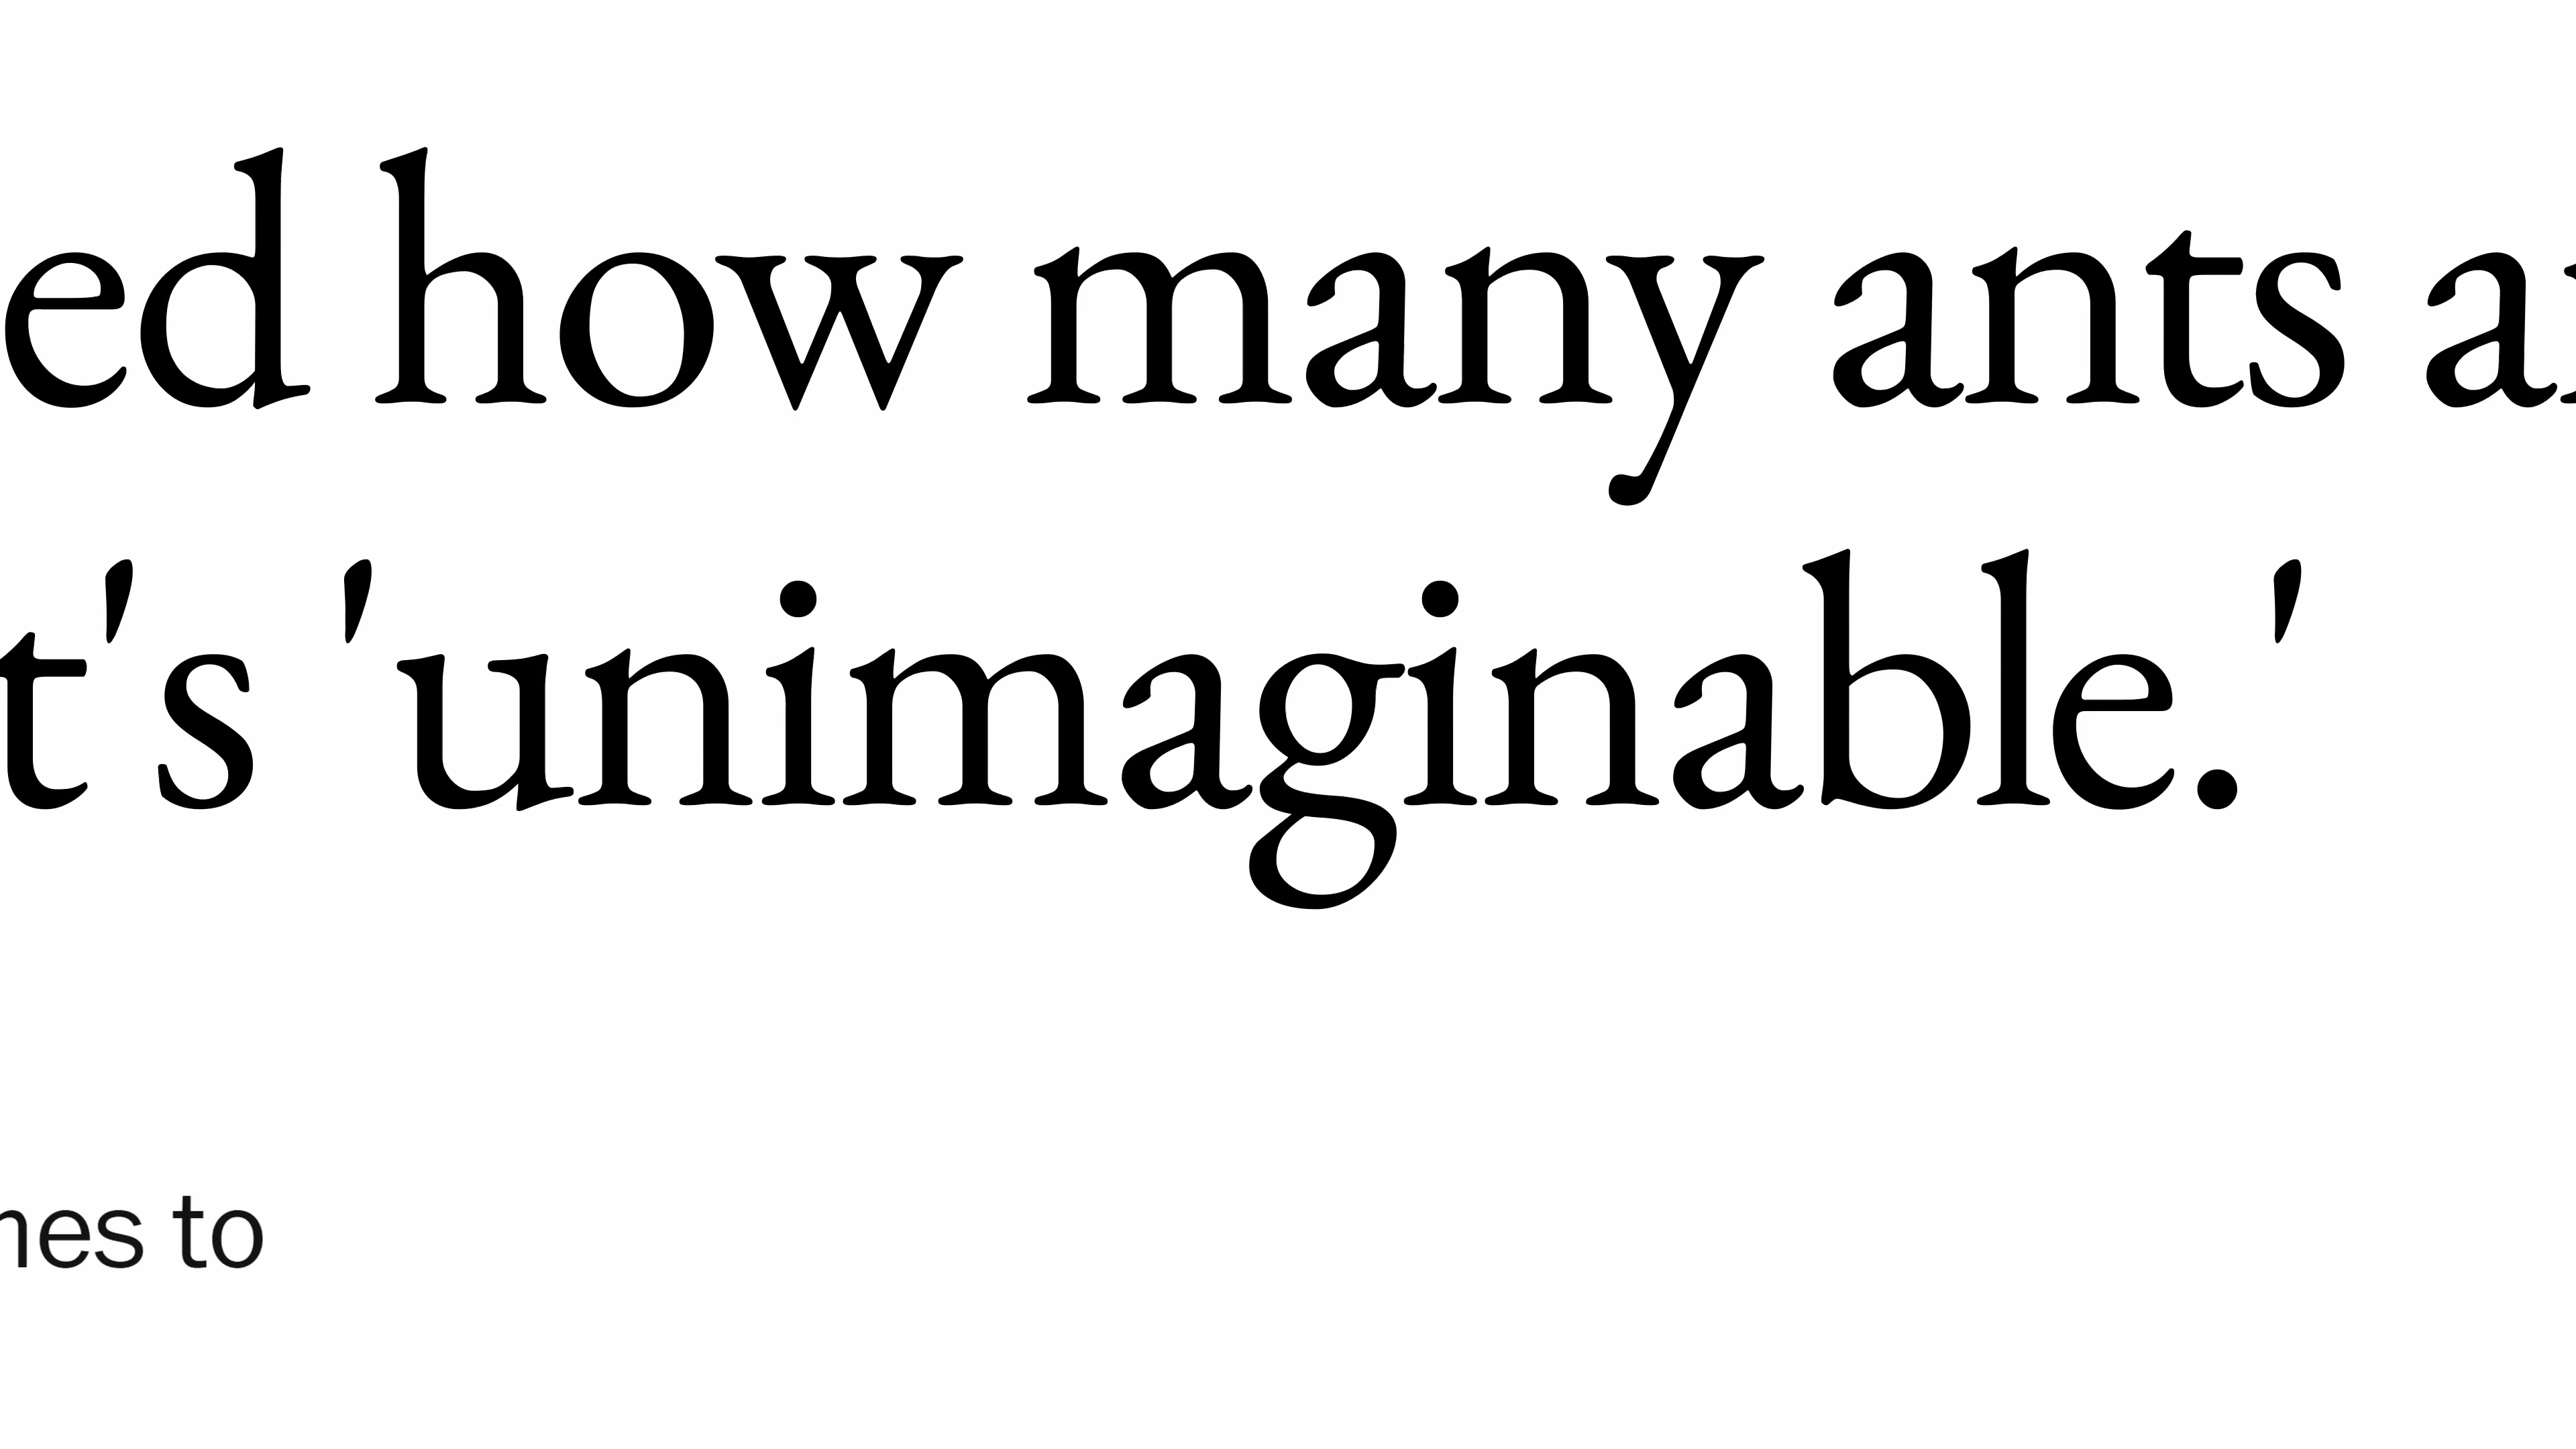 ed how many ants a
t's 'unimaginable.'
nes to